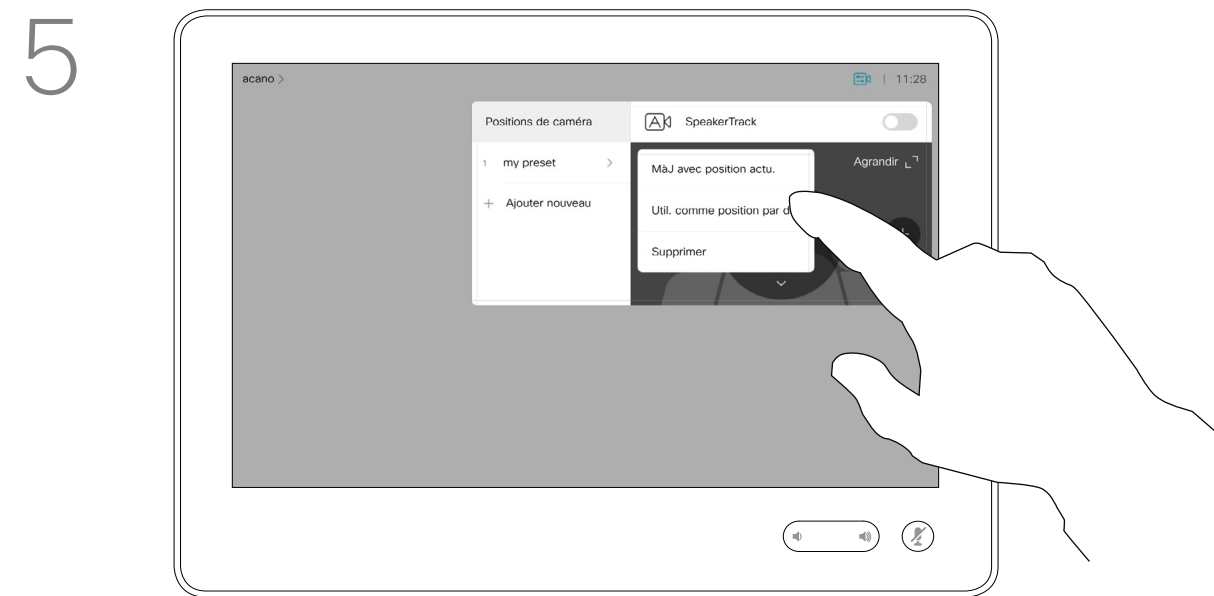 5
acano >
11:28
Positions de caméra
SpeakerTrack
1 my preset
Agrandir
MàJ avec position actu.
+ Ajouter nouveau
Util. comme position par
Supprimer